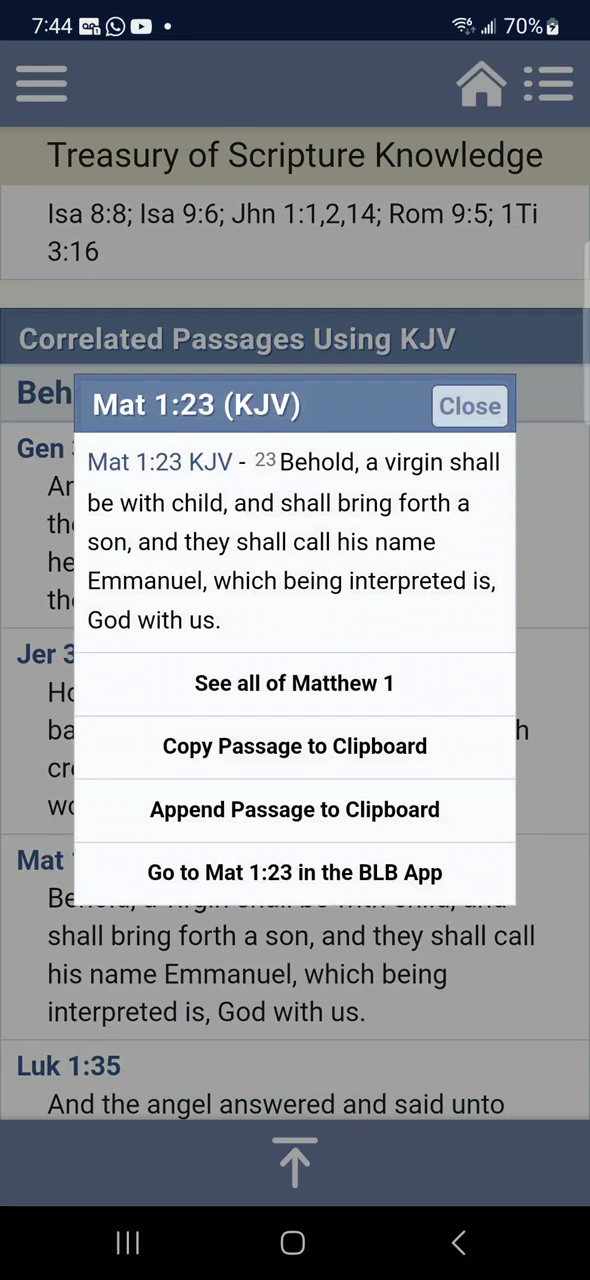 7:44
70%
Treasury of Scripture Knowledge
Isa 8:8; Isa 9:6; Jhn 1:1,2,14; Rom 9:5; 1Ti
3:16
Correlated Passages Using KJV
Beh
Mat 1:23 (KJV)
Close
Gen
Mat 1:23 KJV - 23 Behold, a virgin shall
be with child, and shall bring forth a
son, and they shall call his name
Emmanuel, which being interpreted is,
God with us.
Jer 3
See all of Matthew 1
Copy Passage to Clipboard
Append Passage to Clipboard
Mat
Go to Mat 1:23 in the BLB App
shall bring forth a son, and they shall call
his name Emmanuel, which being
interpreted is, God with us.
Luk 1:35
And the angel answered and said unto